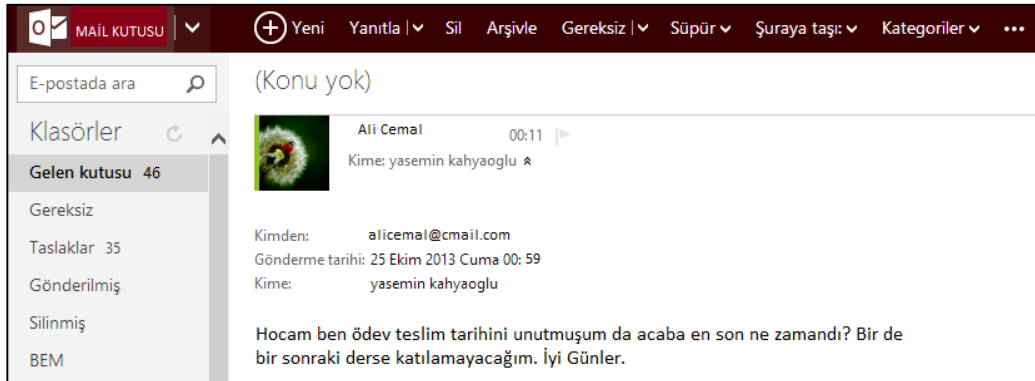 MAİL KUTUSU Yeni Yanıtla Sil Arşivle Gereksiz Süpür Şuraya taşı: Kategoriler ...
E-postada ara
(Konu yok)
Klasörler
Ali Cemal 00:11
Kime: yasemin kahyaoglu
Gelen kutusu 46
Gereksiz
Taslaklar 35
Gönderilmiş
Silinmiş
BEM
Kimden: alicemal@cmail.com
Gönderme tarihi: 25 Ekim 2013 Cuma 00: 59
Kime: yasemin kahyaoglu
Hocam ben ödev teslim tarihini unutmuşum da acaba en son ne zamandı? Bir de
bir sonraki derse katılamayacağım. İyi Günler.